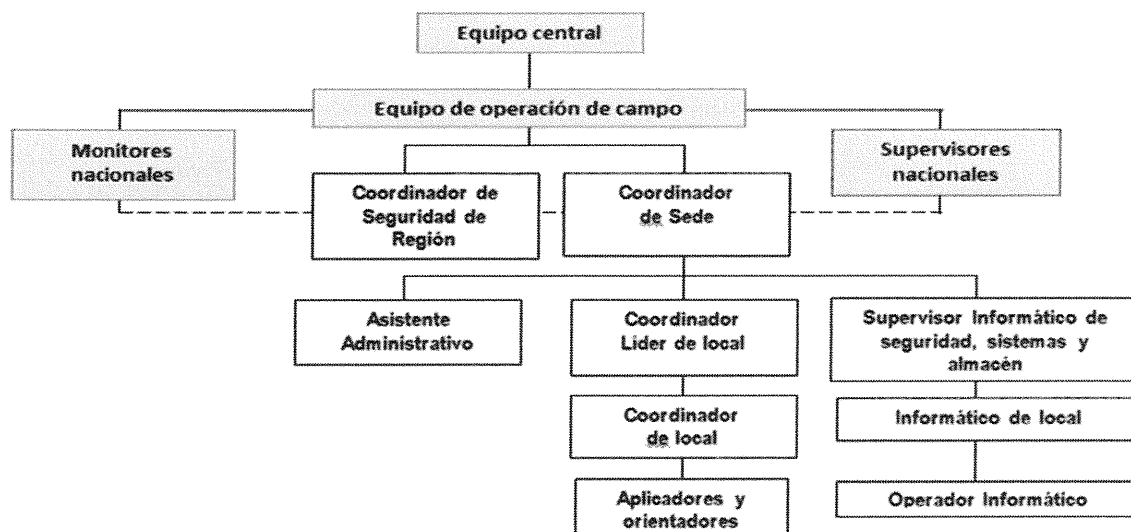 Equipo central
Equipo de operación de campo
Monitores
nacionales
Supervisores
nacionales
Coordinador de
Seguridad de
Región
Coordinador
de Sede
Asistente
Administrativo
Coordinador
Lider de local
Supervisor Informático de
seguridad, sistemas y
almacén
Coordinador
de local
Informático de local
Aplicadores y
orientadores
Operador Informático